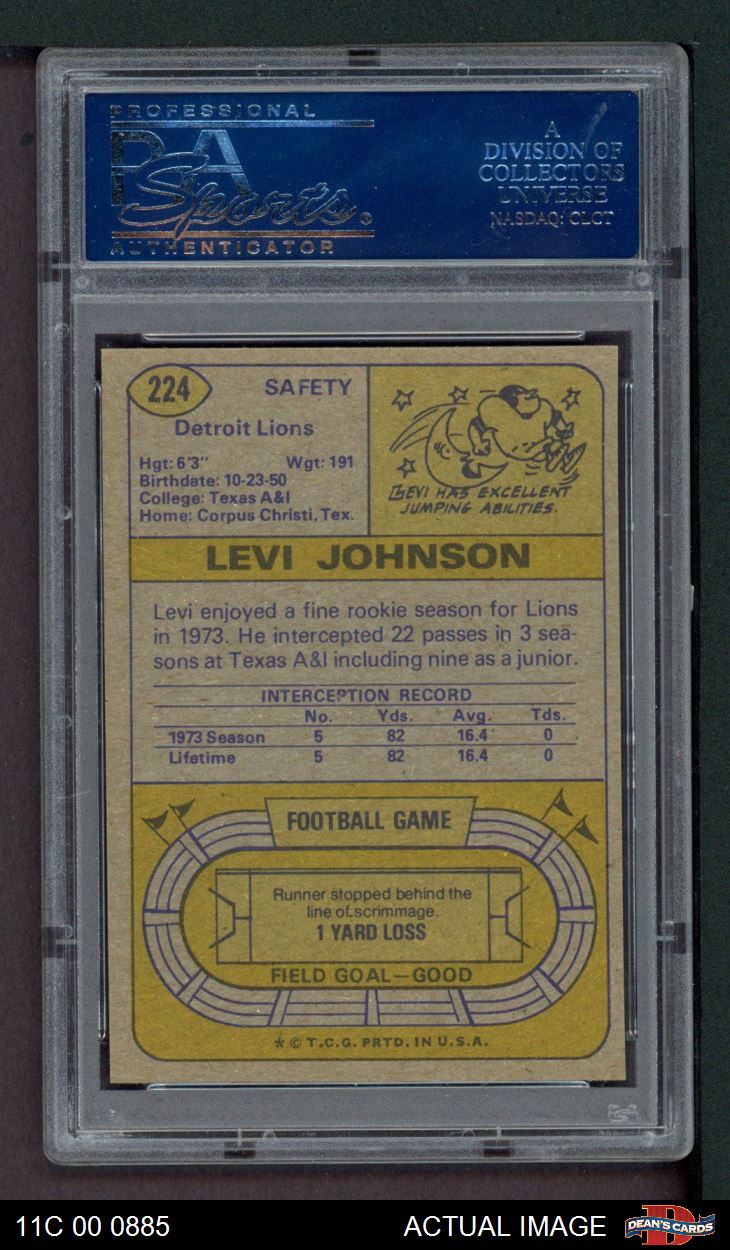 PROFESSIONAL
PSA
Sports®
AUTHENTICATOR
A
DIVISION OF
COLLECTORS
UNIVERSE
NASDAQ: CLCT
224
SAFETY
Detroit Lions
Hgt: 6'3" Wgt: 191
Birthdate: 10-23-50
College: Texas A&I
Home: Corpus Christi, Tex.
LEVI HAS EXCELLENT
JUMPING ABILITIES.
LEVI JOHNSON
Levi enjoyed a fine rookie season for Lions
in 1973. He intercepted 22 passes in 3 sea-
sons at Texas A&I including nine as a junior.
INTERCEPTION RECORD
No. Yds. Avg. Tds.
1973 Season 5 82 16.4 0
Lifetime 5 82 16.4 0
FOOTBALL GAME
Runner stopped behind the
line of scrimmage.
1 YARD LOSS
FIELD GOAL—GOOD
* © T.C.G. PRTD. IN U.S.A.
11C 00 0885 ACTUAL IMAGE
DEAN'S CARDS